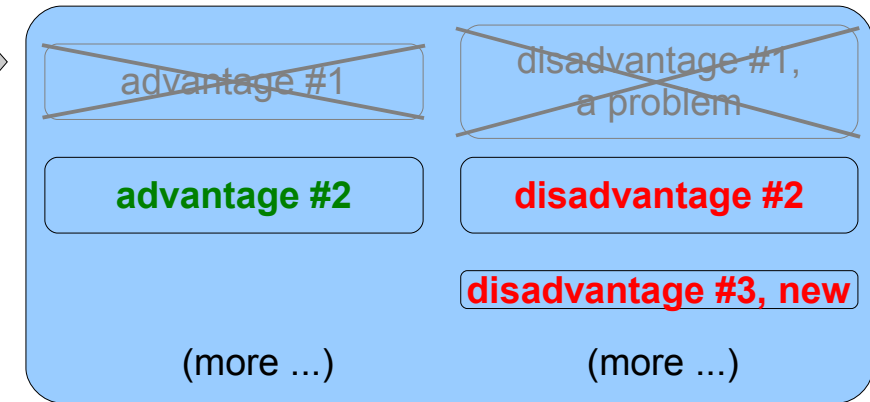 advantage #1
disadvantage #1,
a problem
advantage #2
disadvantage #2
disadvantage #3, new
(more ...)
(more ...)